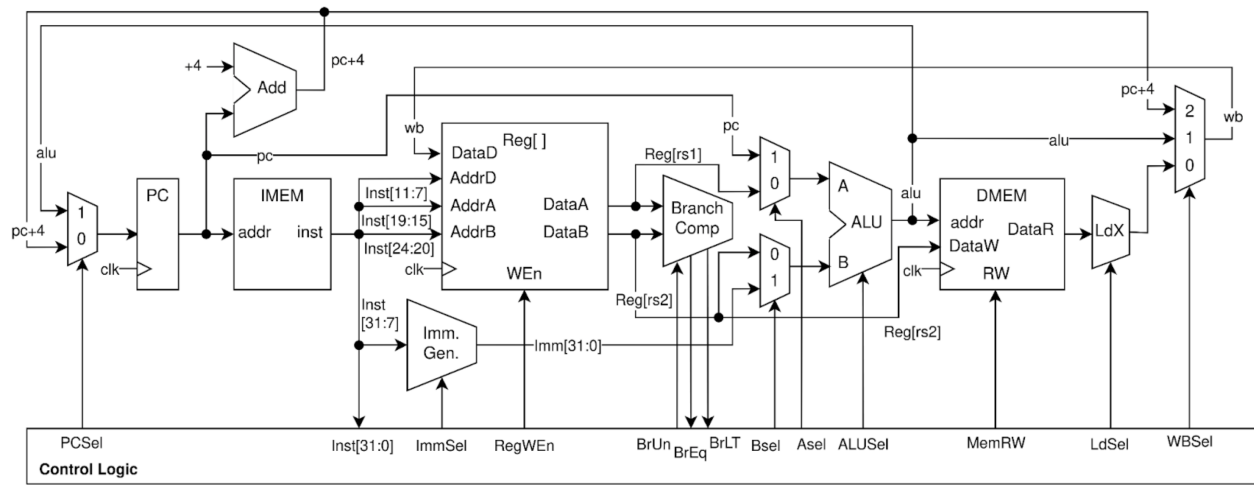 +4
Add
pc+4
pc+4
alu
pc+4
1
0
PC
clk
pc
IMEM
addr
inst
Inst[11:7]
Inst[19:15]
Inst[24:20]
clk
wb
Reg[ ]
DataD
AddrD
AddrA
AddrB
DataA
DataB
WEn
Inst
[31:7]
Imm.
Gen.
Imm[31:0]
Reg[rs1]
Reg[rs2]
Branch
Comp
pc
1
0
0
1
A
B
ALU
alu
alu
DMEM
addr
DataW
DataR
RW
clk
Reg[rs2]
LdX
2
1
0
wb
PCSel
Inst[31:0]
ImmSel
RegWEn
BrUn
BrEq
BrLT
Bsel
Asel
ALUSel
MemRW
LdSel
WBSel
Control Logic